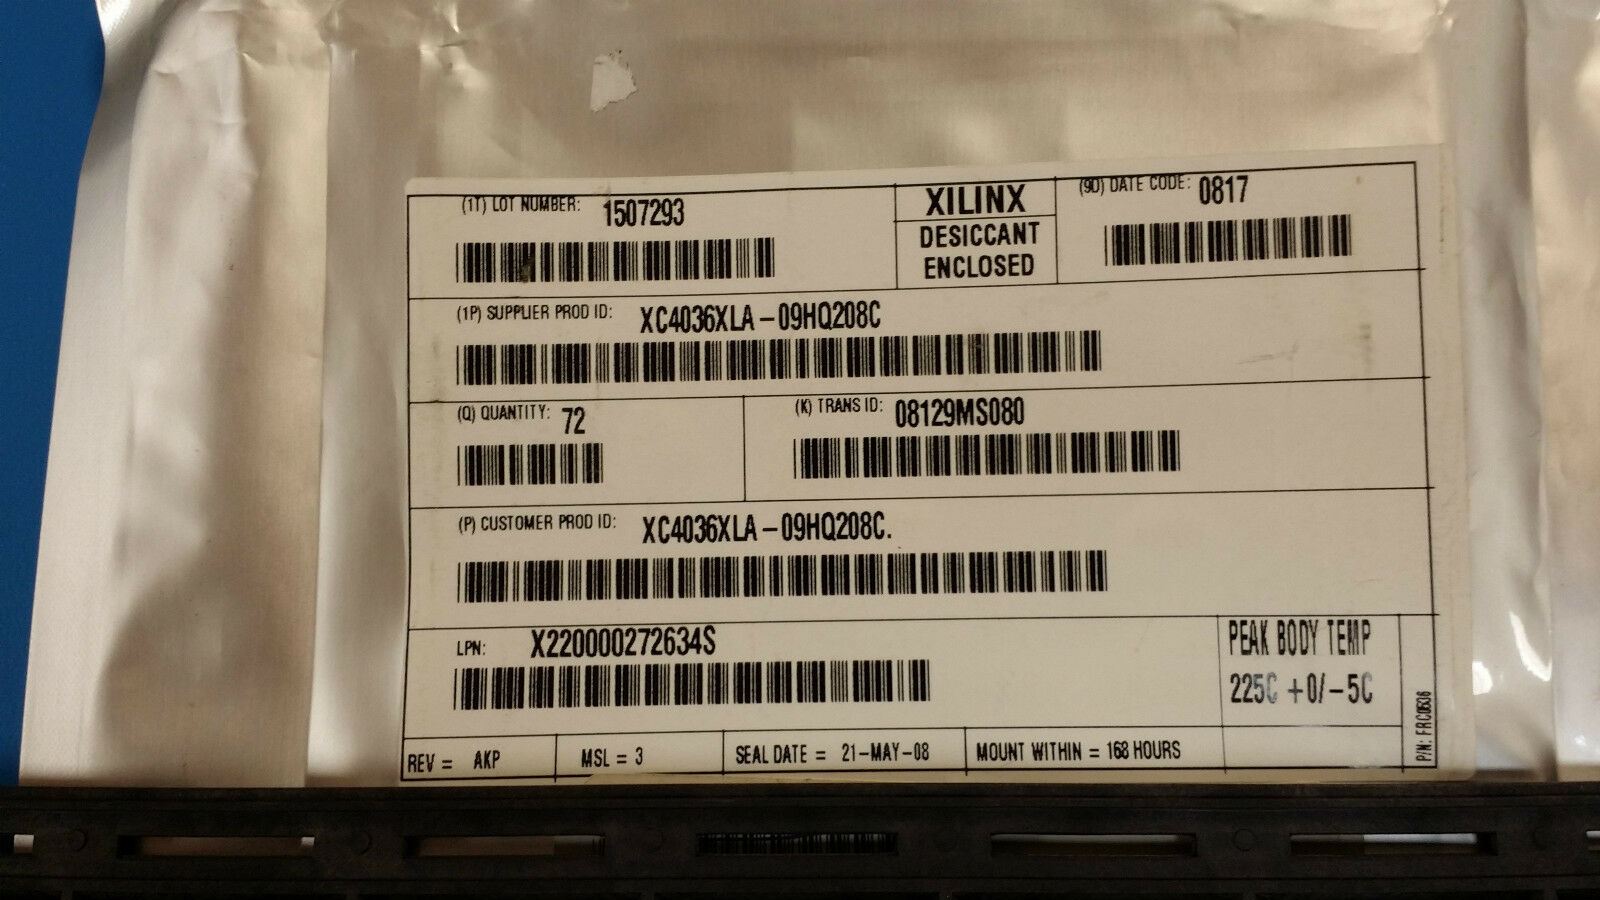 (1T) LOT NUMBER: 1507293
XILINX
DESICCANT
ENCLOSED
(9D) DATE CODE: 0817
(1P) SUPPLIER PROD ID: XC4036XLA-09HQ208C
(Q) QUANTITY: 72
(K) TRANS ID: 08129MS080
(P) CUSTOMER PROD ID: XC4036XLA-09HQ208C.
LPN: X220000272634S
PEAK BODY TEMP
225C +0/-5C
REV = AKP
MSL = 3
SEAL DATE = 21-MAY-08
MOUNT WITHIN = 168 HOURS
P/N: FRC0636